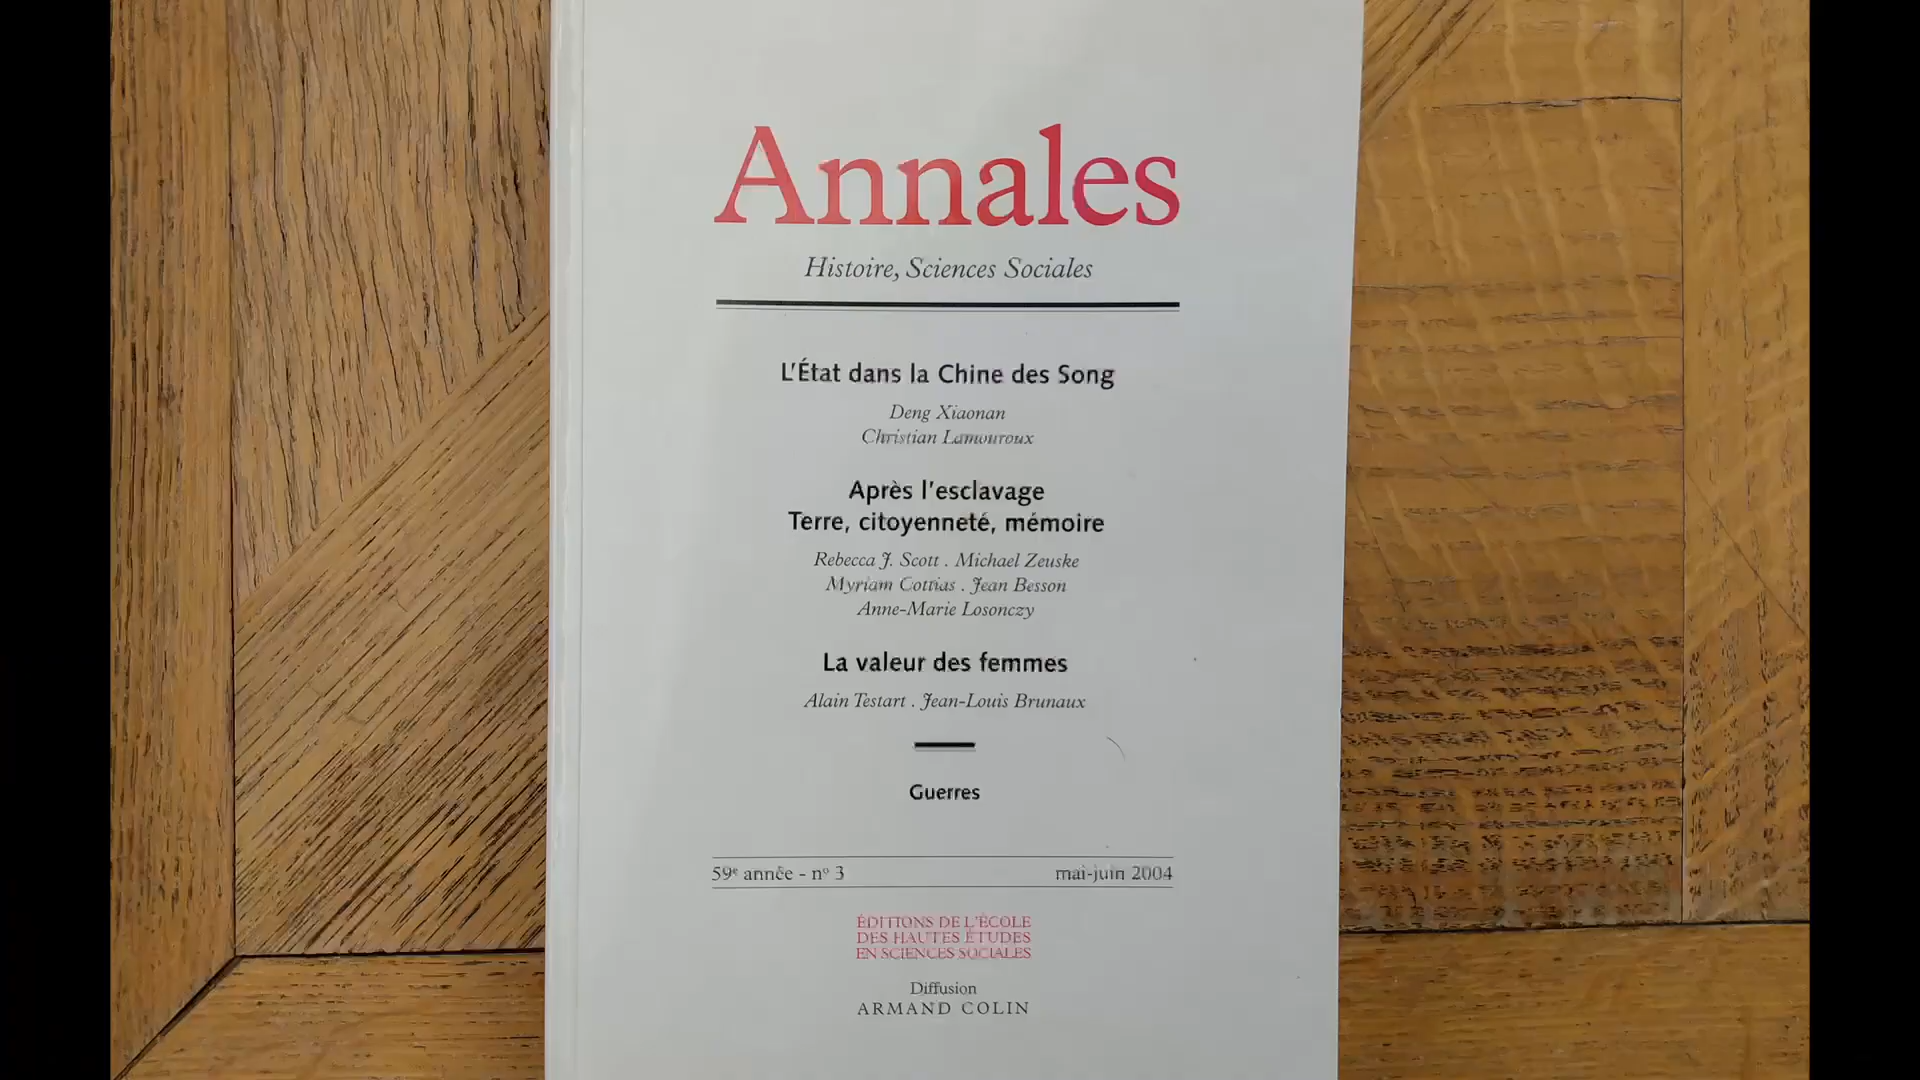 Annales
Histoire, Sciences Sociales
L'État dans la Chine des Song
Deng Xiaonan
Christian Lamouroux
Après l'esclavage
Terre, citoyenneté, mémoire
Rebecca J. Scott . Michael Zeuske
Myriam Cottias . Jean Besson
Anne-Marie Losonczy
La valeur des femmes
Alain Testart . Jean-Louis Brunaux
Guerres
59e année - no 3
mai-juin 2004
ÉDITIONS DE L'ÉCOLE
DES HAUTES ÉTUDES
EN SCIENCES SOCIALES
Diffusion
ARMAND COLIN